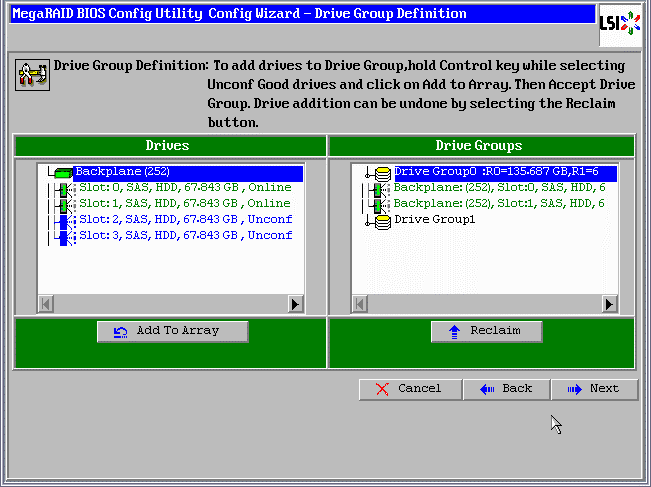 MegaRAID BIOS Config Utility Config Wizard - Drive Group Definition
LSI
Drive Group Definition: To add drives to Drive Group,hold Control key while selecting
Unconf Good drives and click on Add to Array. Then Accept Drive
Group. Drive addition can be undone by selecting the Reclaim
button.
Drives
Backplane (252)
Slot: 0, SAS, HDD, 67.843 GB , Online
Slot: 1, SAS, HDD, 67.843 GB , Online
Slot: 2, SAS, HDD, 67.843 GB , Unconf
Slot: 3, SAS, HDD, 67.843 GB , Unconf
Add To Array
Drive Groups
Drive Group0 :R0=135.687 GB,R1=6
Backplane: (252), Slot:0, SAS, HDD, 6
Backplane: (252), Slot:1, SAS, HDD, 6
Drive Group1
Reclaim
Cancel
Back
Next